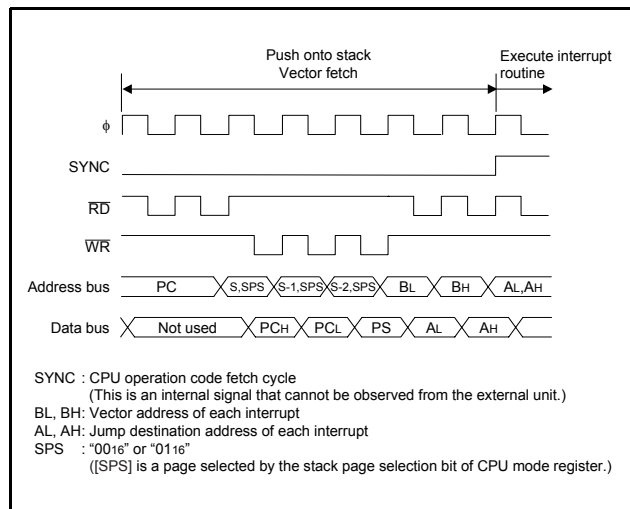 Push onto stack
Vector fetch
Execute interrupt
routine
ϕ
SYNC
RD
WR
Address bus
PC
S,SPS
S-1,SPS
S-2,SPS
BL
BH
AL,AH
Data bus
Not used
PCH
PCL
PS
AL
AH
SYNC : CPU operation code fetch cycle
(This is an internal signal that cannot be observed from the external unit.)
BL, BH: Vector address of each interrupt
AL, AH: Jump destination address of each interrupt
SPS : “0016” or “0116”
([SPS] is a page selected by the stack page selection bit of CPU mode register.)